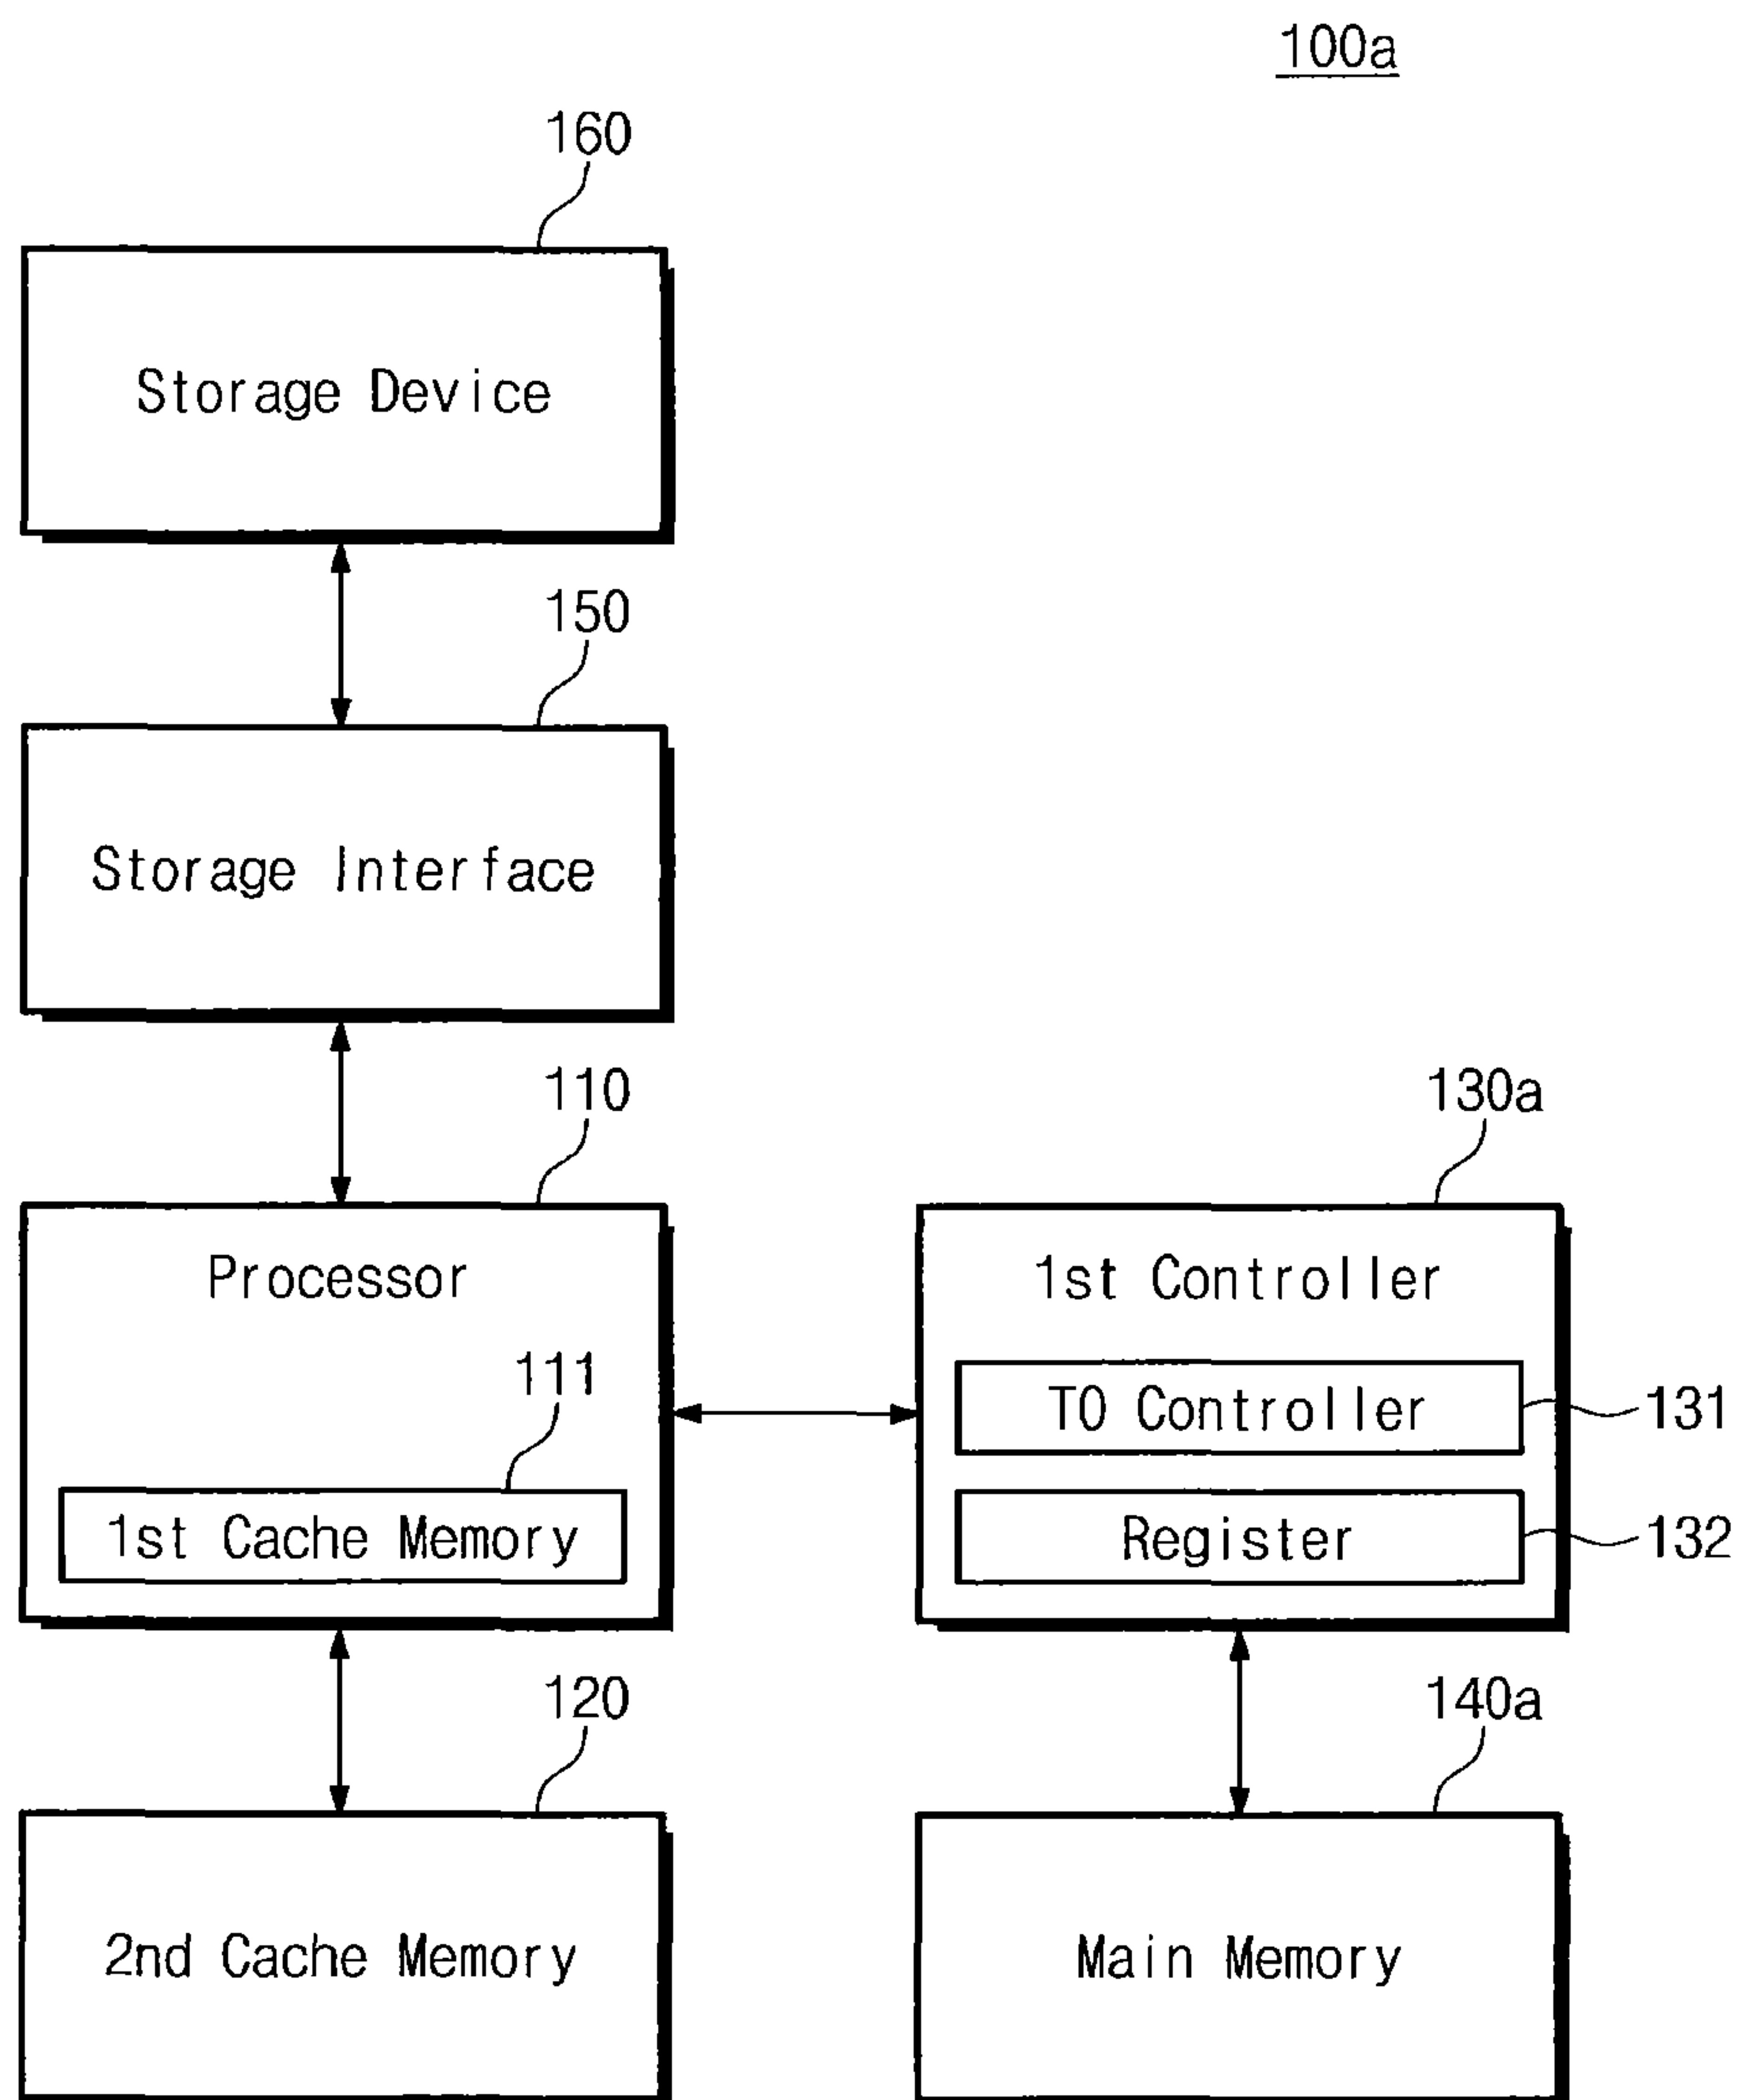 100a
160
Storage Device
150
Storage Interface
110
130a
Processor
1st Controller
111
TO Controller
131
1st Cache Memory
Register
132
120
140a
2nd Cache Memory
Main Memory